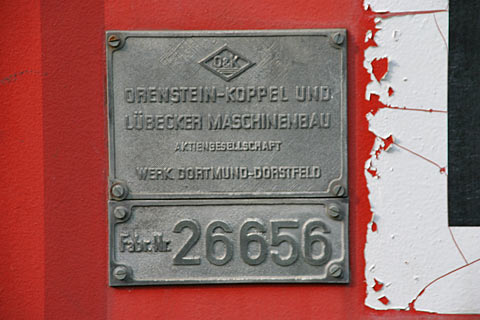 O&K
ORENSTEIN-KOPPEL UND
LÜBECKER MASCHINENBAU
AKTIENGESELLSCHAFT
WERK DORTMUND-DORSTFELD
Fabr. Nr. 26656